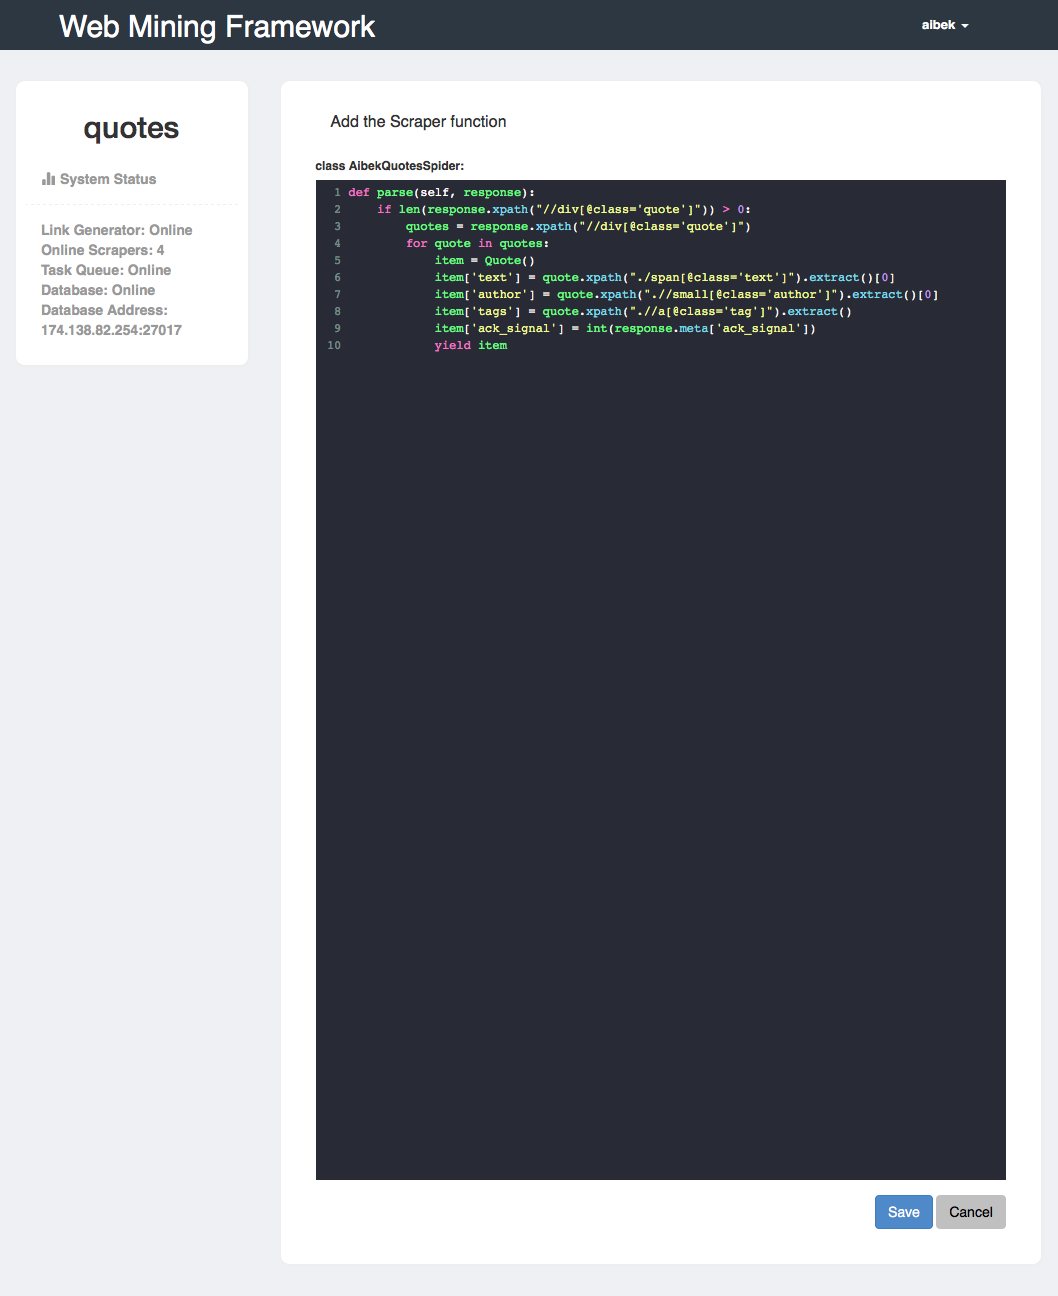 Web Mining Framework
aibek
quotes
System Status
Link Generator: Online
Online Scrapers: 4
Task Queue: Online
Database: Online
Database Address:
174.138.82.254:27017
Add the Scraper function
class AibekQuotesSpider:
1 def parse(self, response):
2     if len(response.xpath("//div[@class='quote']")) > 0:
3         quotes = response.xpath("//div[@class='quote']")
4         for quote in quotes:
5             item = Quote()
6             item['text'] = quote.xpath("./span[@class='text']").extract()[0]
7             item['author'] = quote.xpath(".//small[@class='author']").extract()[0]
8             item['tags'] = quote.xpath(".//a[@class='tag']").extract()
9             item['ack_signal'] = int(response.meta['ack_signal'])
10             yield item
Save Cancel